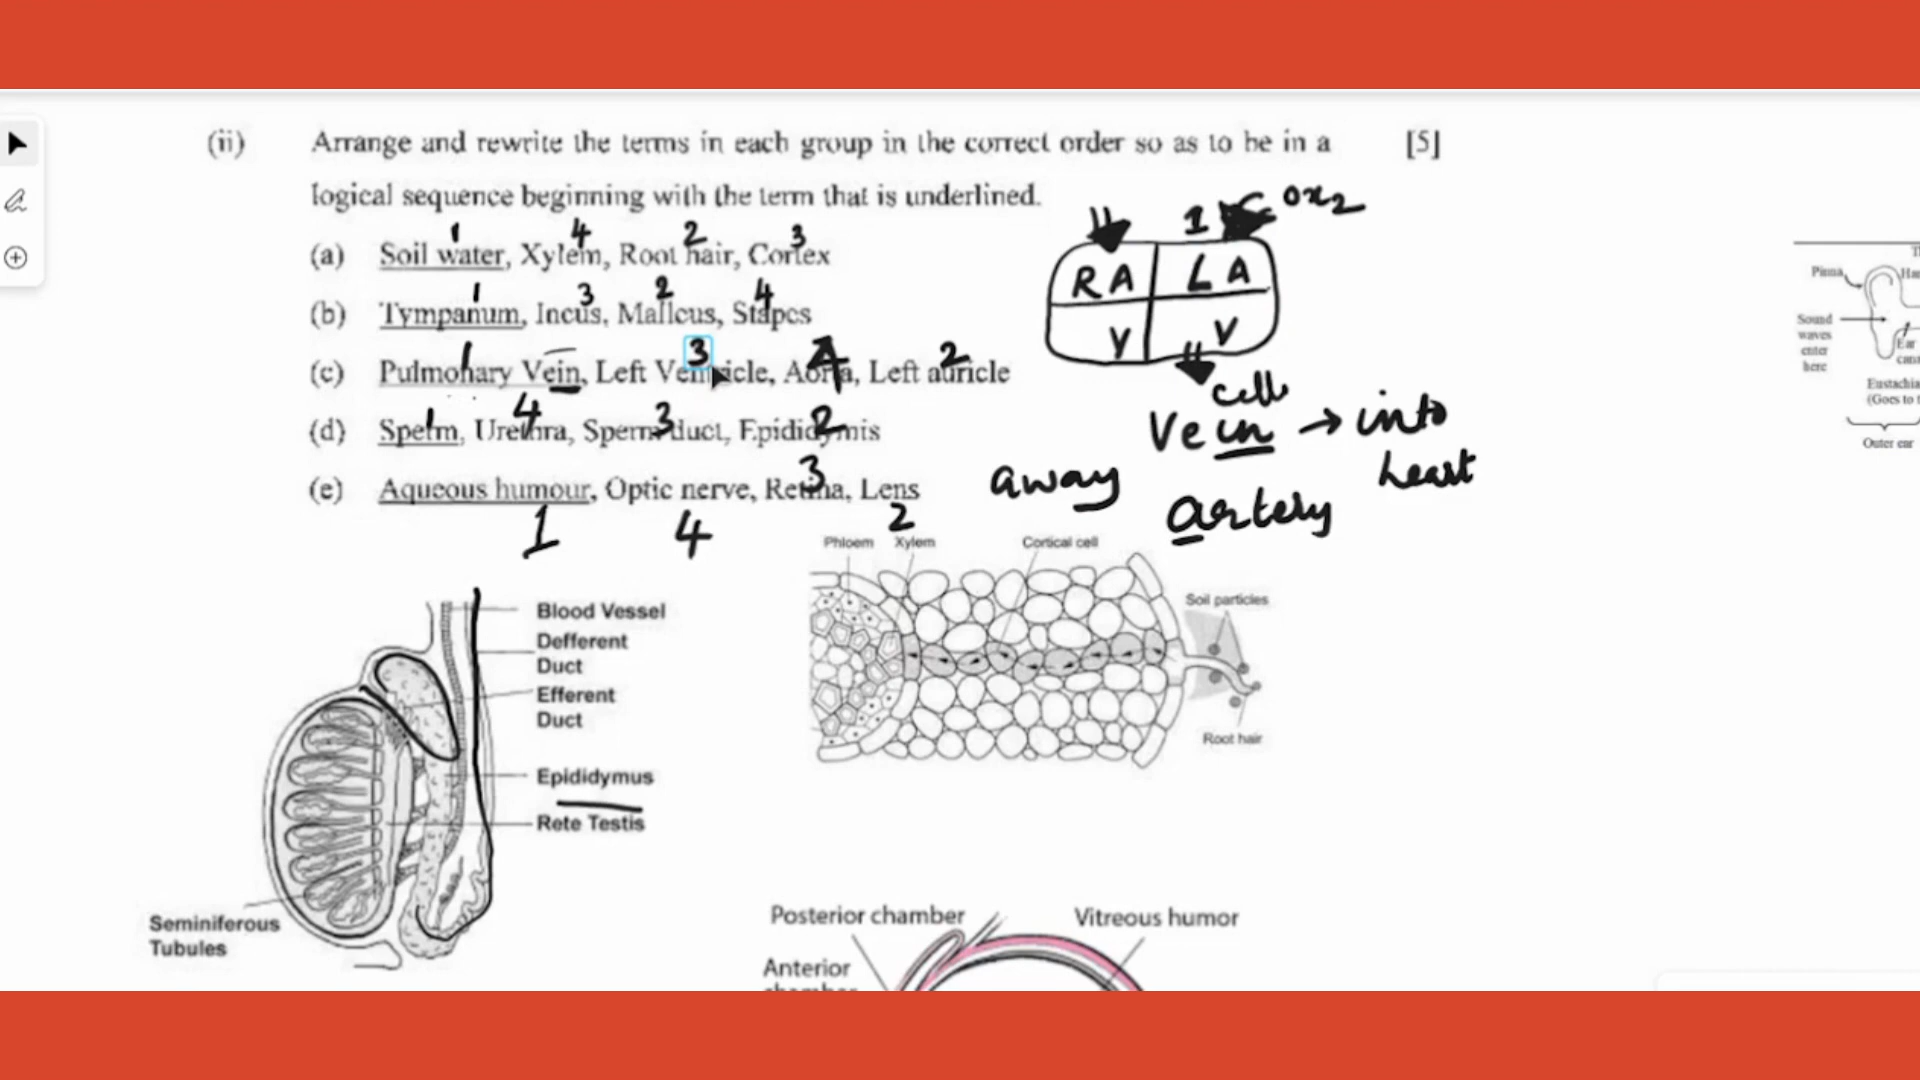 (ii) Arrange and rewrite the terms in each group in the correct order so as to be in a [5]
logical sequence beginning with the term that is underlined.
1 4 2 3
(a) Soil water, Xylem, Root hair, Cortex
1 3 2 4
(b) Tympanum, Incus, Malleus, Stapes
1 3 4 2
(c) Pulmonary Vein, Left Ventricle, Aorta, Left auricle
1 4 3 2
(d) Sperm, Urethra, Sperm duct, Epididymis
3
(e) Aqueous humour, Optic nerve, Retina, Lens
1 4 2
1 ox2
RA LA
V V
cells
Vein → into
heart
away
artery
Pinna
Sound
waves
enter
here
Ear
Eustachia
(Goes to t
Outer ear
Blood Vessel
Defferent
Duct
Efferent
Duct
Epididymus
Rete Testis
Seminiferous
Tubules
Phloem Xylem Cortical cell
Soil particles
Root hair
Posterior chamber Vitreous humor
Anterior